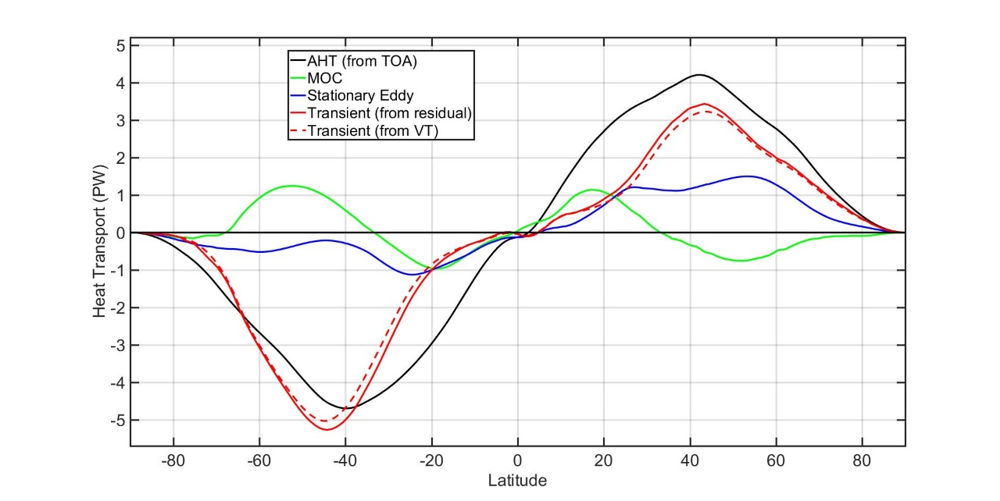 5
4
3
2
1
0
-1
-2
-3
-4
-5
Heat Transport (PW)
AHT (from TOA)
MOC
Stationary Eddy
Transient (from residual)
Transient (from VT)
-80 -60 -40 -20 0 20 40 60 80
Latitude